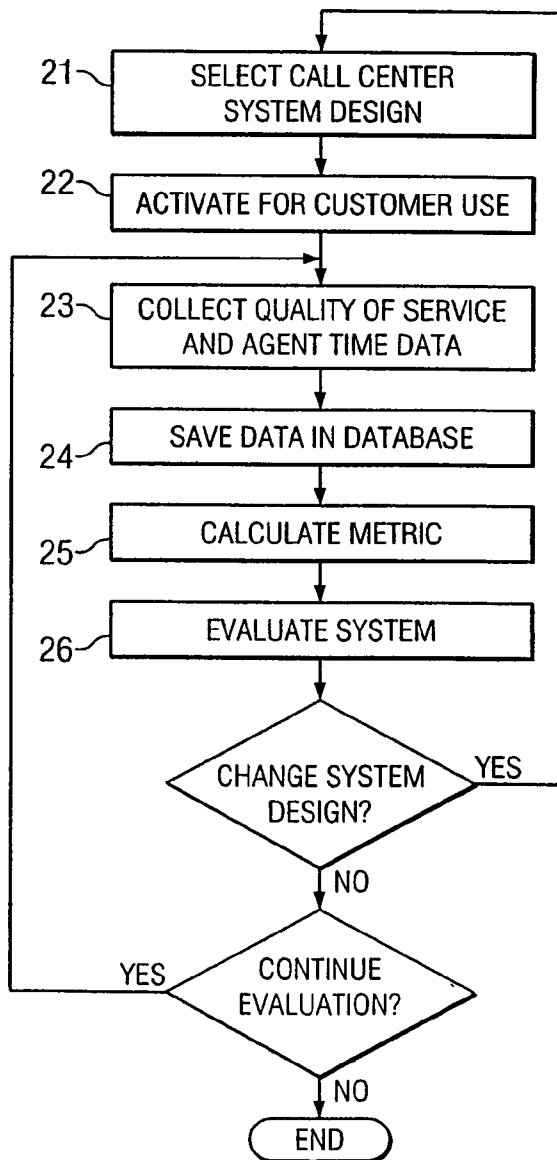 21
SELECT CALL CENTER
SYSTEM DESIGN
22
ACTIVATE FOR CUSTOMER USE
23
COLLECT QUALITY OF SERVICE
AND AGENT TIME DATA
24
SAVE DATA IN DATABASE
25
CALCULATE METRIC
26
EVALUATE SYSTEM
CHANGE SYSTEM
DESIGN?
YES
NO
YES
CONTINUE
EVALUATION?
NO
END